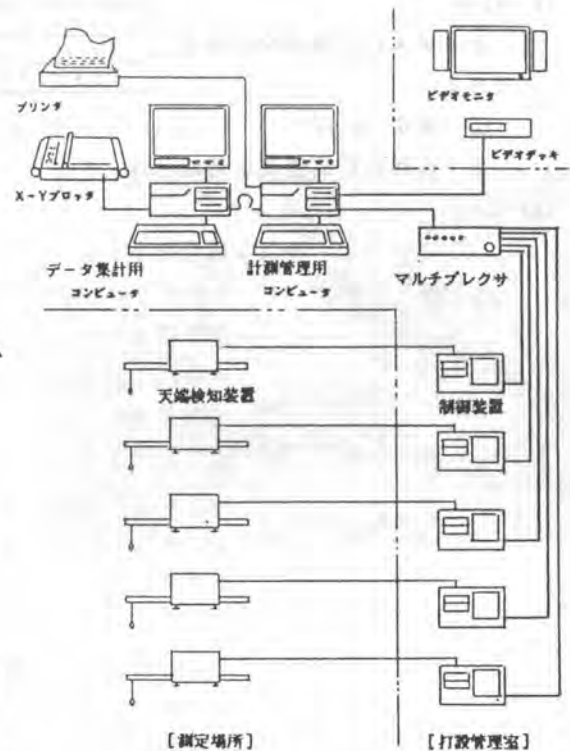 プリンタ
X-Yプロッタ
データ集計用
コンピュータ
計測管理用
コンピュータ
ビデオモニタ
ビデオデッキ
マルチプレクサ
天端検知装置
制御装置
[測定場所]
[打設管理室]